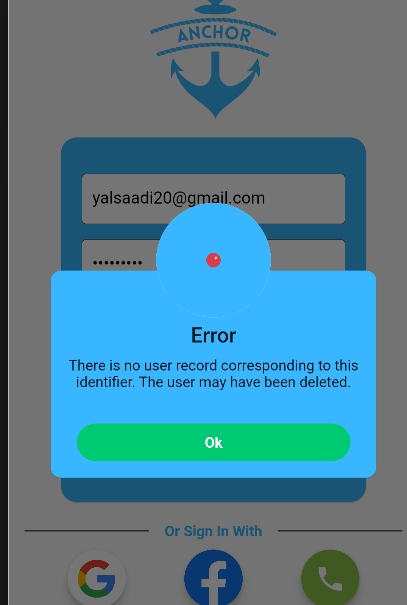 ANCHOR
yalsaadi20@gmail.com
•••••••••
Error
There is no user record corresponding to this
identifier. The user may have been deleted.
Ok
Or Sign In With